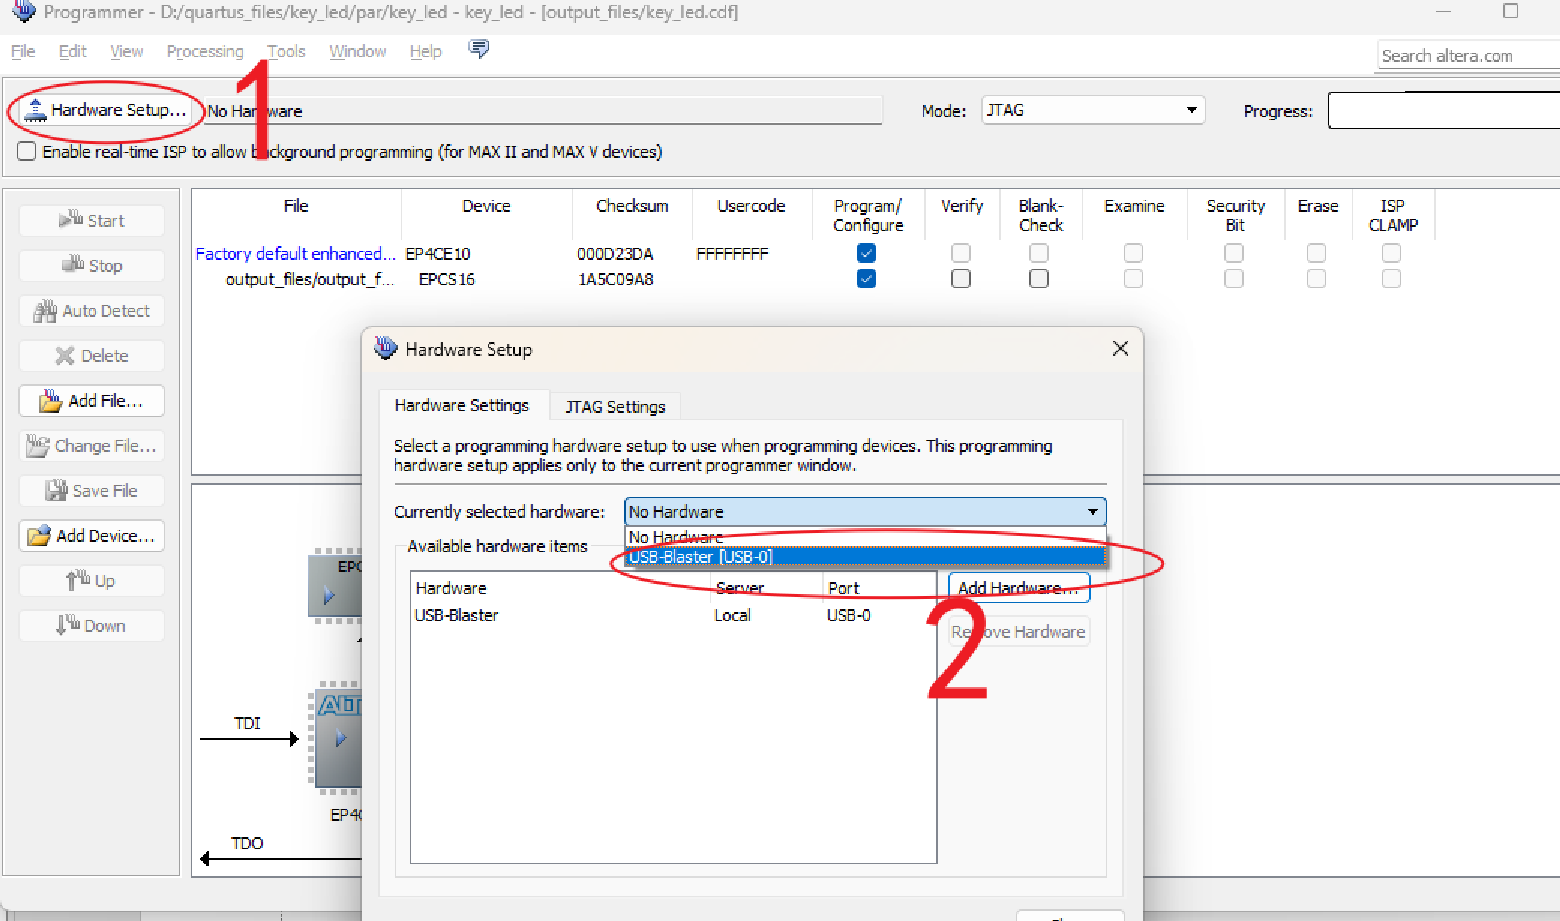 Programmer - D:/quartus_files/key_led/par/key_led - key_led - [output_files/key_led.cdf]
File Edit View Processing Tools Window Help
Search altera.com
1
Hardware Setup... No Hardware Mode: JTAG Progress:
Enable real-time ISP to allow background programming (for MAX II and MAX V devices)
Start
Stop
Auto Detect
Delete
Add File...
Change File...
Save File
Add Device...
Up
Down
File Device Checksum Usercode Program/ Configure Verify Blank- Check Examine Security Bit Erase ISP CLAMP
Factory default enhanced... EP4CE10 000D23DA FFFFFFFF
output_files/output_f... EPCS16 1A5C09A8
Hardware Setup
Hardware Settings JTAG Settings
Select a programming hardware setup to use when programming devices. This programming
hardware setup applies only to the current programmer window.
Currently selected hardware: No Hardware
No Hardware
USB-Blaster [USB-0]
Available hardware items
Hardware Server Port
USB-Blaster Local USB-0
Add Hardware...
Remove Hardware
2
EPC
TDI
EP4C
TDO